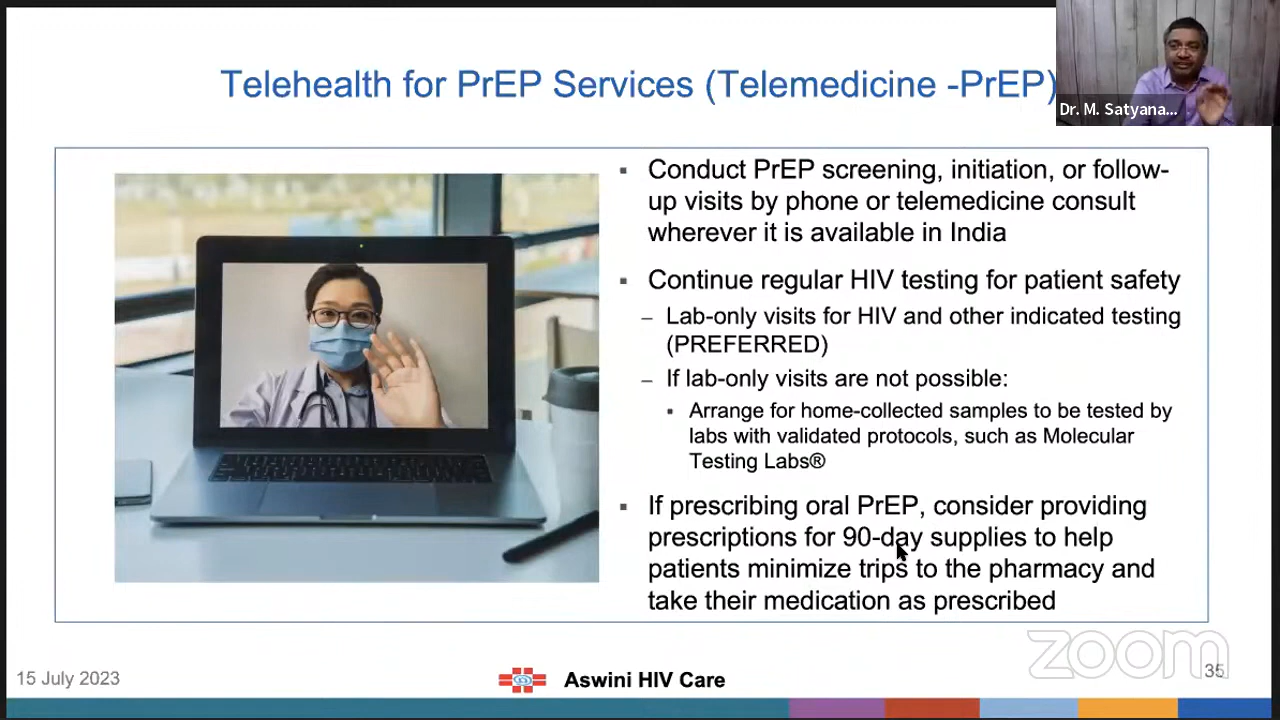 Telehealth for PrEP Services (Telemedicine -PrEP)
Dr. M. Satyana...
▪ Conduct PrEP screening, initiation, or follow-
up visits by phone or telemedicine consult
wherever it is available in India
▪ Continue regular HIV testing for patient safety
– Lab-only visits for HIV and other indicated testing
(PREFERRED)
– If lab-only visits are not possible:
▪ Arrange for home-collected samples to be tested by
labs with validated protocols, such as Molecular
Testing Labs®
▪ If prescribing oral PrEP, consider providing
prescriptions for 90-day supplies to help
patients minimize trips to the pharmacy and
take their medication as prescribed
zoom
15 July 2023
Aswini HIV Care
35